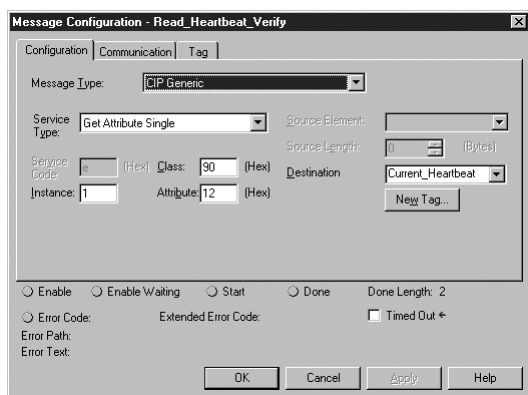 Message Configuration - Read_Heartbeat_Verify
Configuration Communication Tag
Message Type: CIP Generic
Service Type: Get Attribute Single
Source Element:
Source Length: 0 (Bytes)
Service Code: e (Hex) Class: 90 (Hex)
Destination Current_Heartbeat
Instance: 1 Attribute: 12 (Hex)
New Tag...
Enable Enable Waiting Start Done Done Length: 2
Error Code: Extended Error Code: Timed Out ←
Error Path:
Error Text:
OK Cancel Apply Help